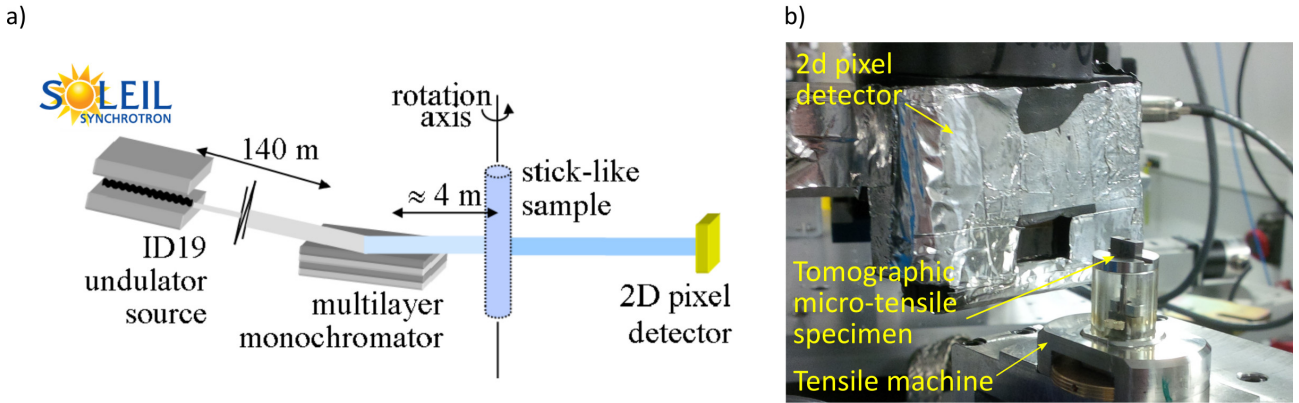 a)
SOLEIL
SYNCHROTRON
140 m
rotation
axis
≈ 4 m
stick-like
sample
ID19
undulator
source
multilayer
monochromator
2D pixel
detector
b)
2d pixel
detector
Tomographic
micro-tensile
specimen
Tensile machine